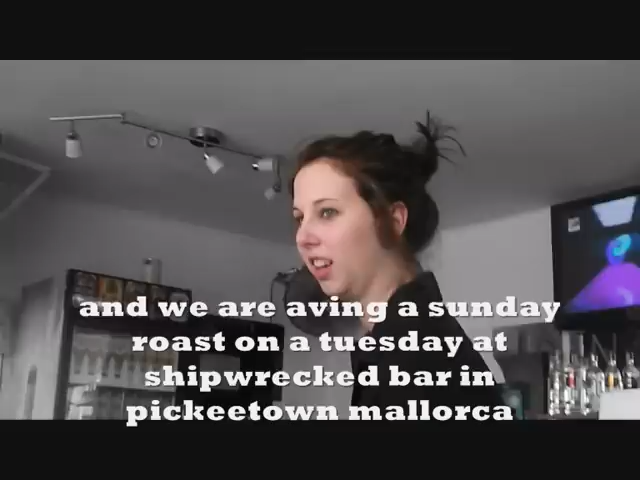 and we are aving a sunday
roast on a tuesday at
shipwrecked bar in
pickeetown mallorca